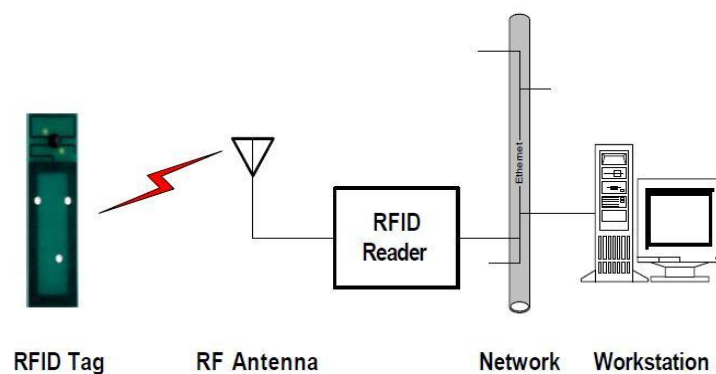 Ethernet
RFID
Reader
RFID Tag
RF Antenna
Network
Workstation